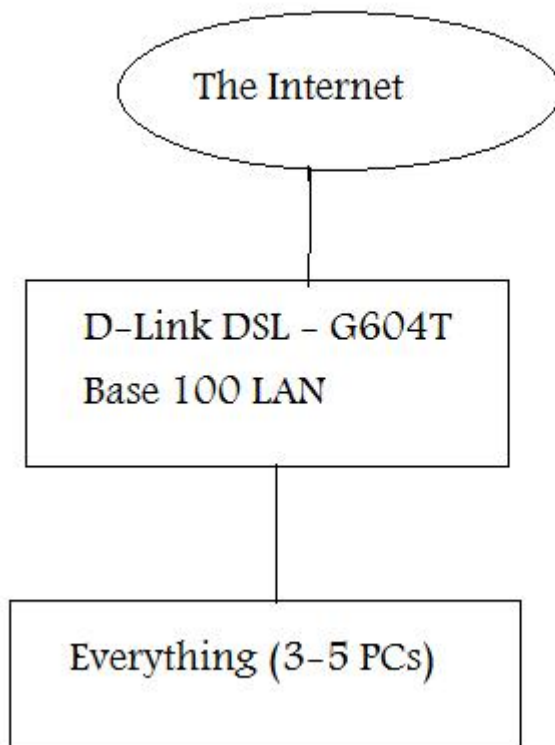 The Internet
D-Link DSL - G604T
Base 100 LAN
Everything (3-5 PCs)